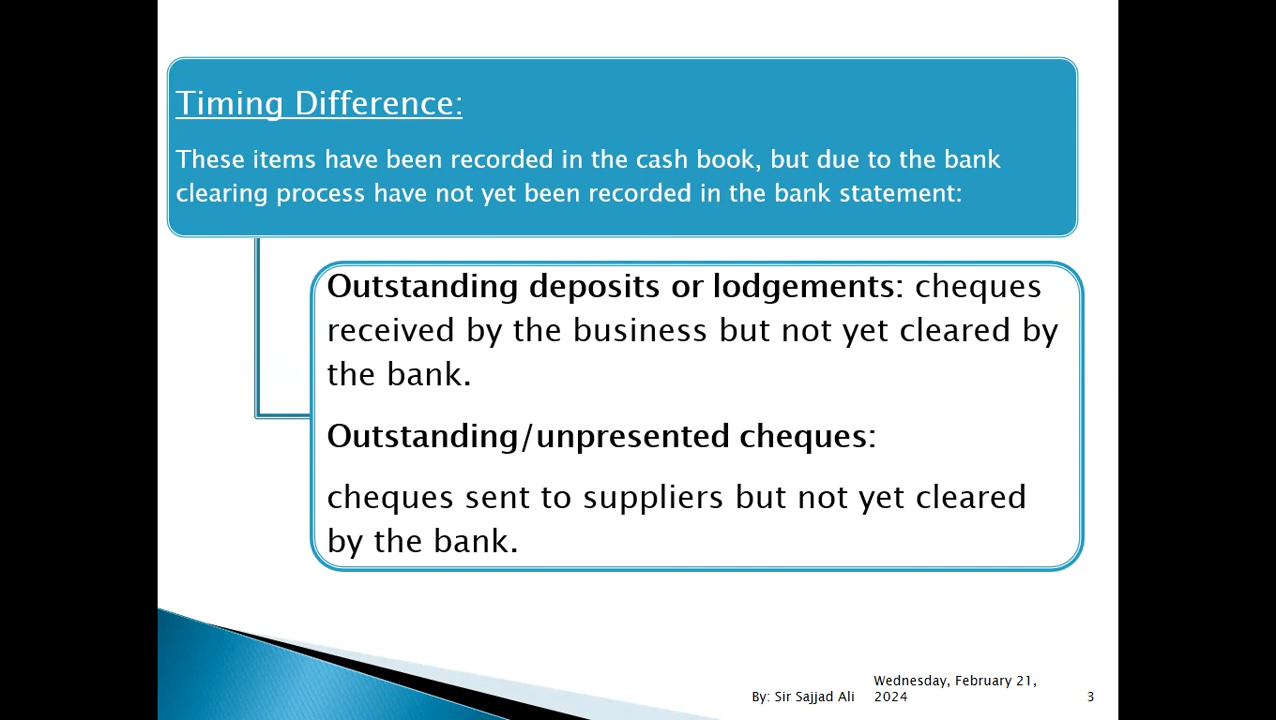 Timing Difference:
These items have been recorded in the cash book, but due to the bank
clearing process have not yet been recorded in the bank statement:
Outstanding deposits or lodgements: cheques
received by the business but not yet cleared by
the bank.
Outstanding/unpresented cheques:
cheques sent to suppliers but not yet cleared
by the bank.
By: Sir Sajjad Ali
Wednesday, February 21,
2024
3